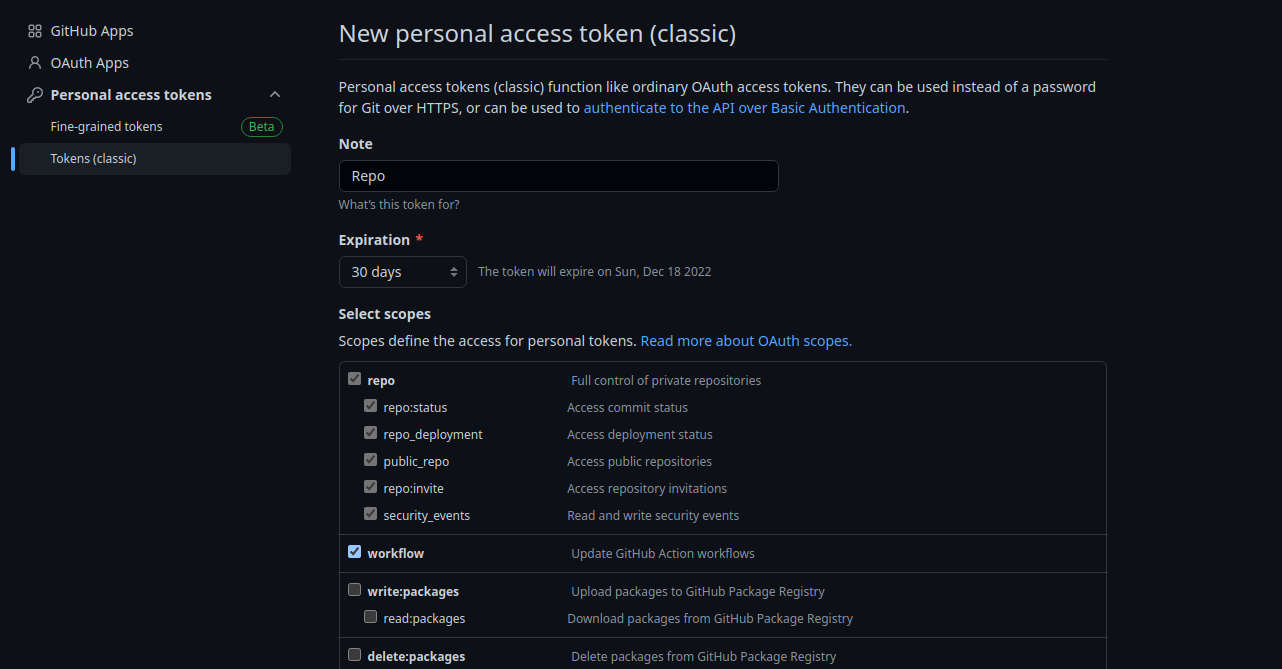 GitHub Apps
OAuth Apps
Personal access tokens
Fine-grained tokens Beta
Tokens (classic)
New personal access token (classic)
Personal access tokens (classic) function like ordinary OAuth access tokens. They can be used instead of a password
for Git over HTTPS, or can be used to authenticate to the API over Basic Authentication.
Note
Repo
What's this token for?
Expiration *
30 days The token will expire on Sun, Dec 18 2022
Select scopes
Scopes define the access for personal tokens. Read more about OAuth scopes.
repo Full control of private repositories
repo:status Access commit status
repo_deployment Access deployment status
public_repo Access public repositories
repo:invite Access repository invitations
security_events Read and write security events
workflow Update GitHub Action workflows
write:packages Upload packages to GitHub Package Registry
read:packages Download packages from GitHub Package Registry
delete:packages Delete packages from GitHub Package Registry